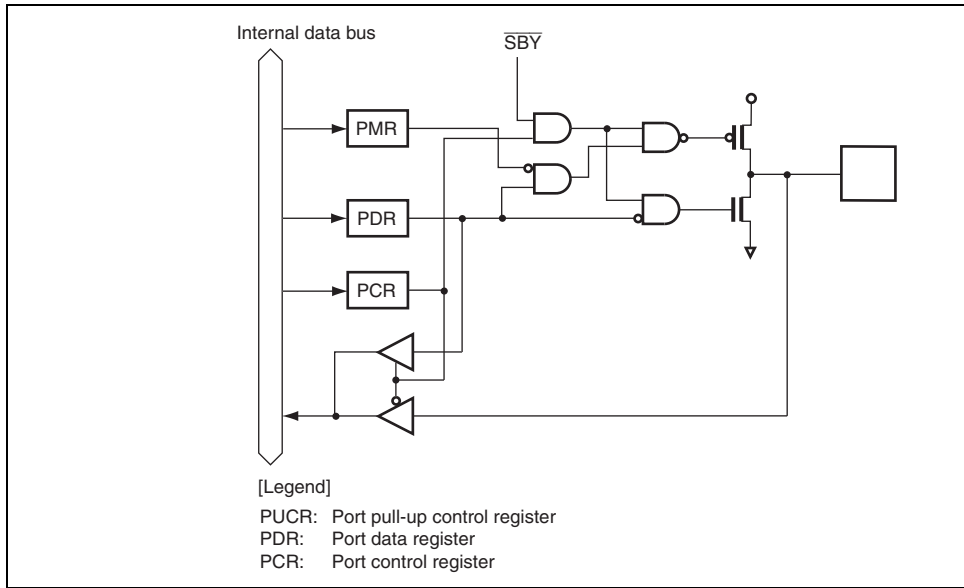 Internal data bus
SBY
PMR
PDR
PCR
[Legend]
PUCR: Port pull-up control register
PDR: Port data register
PCR: Port control register